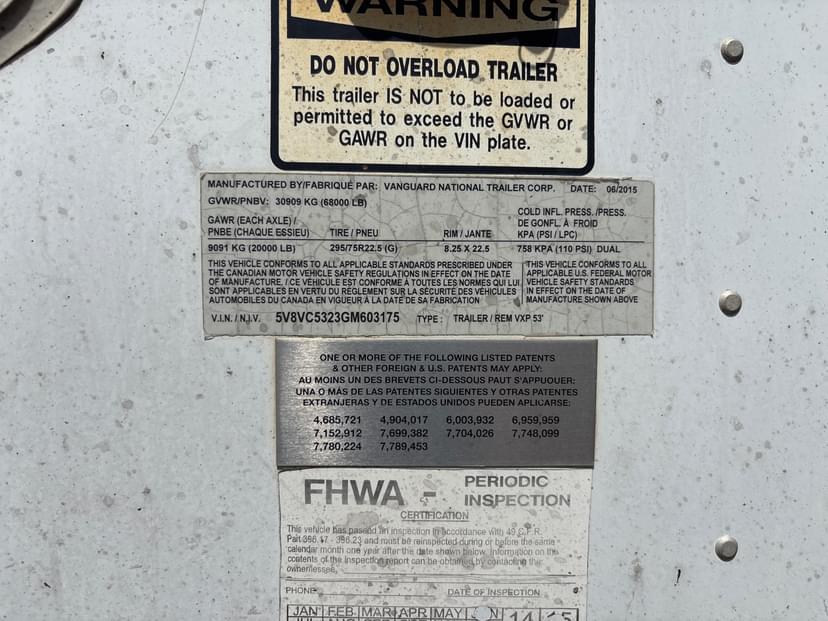 WARNING
DO NOT OVERLOAD TRAILER
This trailer IS NOT to be loaded or
permitted to exceed the GVWR or
GAWR on the VIN plate.
MANUFACTURED BY/FABRIQUÉ PAR: VANGUARD NATIONAL TRAILER CORP. DATE: 06/2015
GVWR/PNBV: 30909 KG (68000 LB)
GAWR (EACH AXLE) /
PNBE (CHAQUE ESSIEU) TIRE / PNEU RIM / JANTE
COLD INFL. PRESS./PRESS.
DE GONFL. À FROID
KPA (PSI / LPC)
9091 KG (20000 LB) 295/75R22.5 (G) 8.25 X 22.5 758 KPA (110 PSI) DUAL
THIS VEHICLE CONFORMS TO ALL APPLICABLE STANDARDS PRESCRIBED UNDER
THE CANADIAN MOTOR VEHICLE SAFETY REGULATIONS IN EFFECT ON THE DATE
OF MANUFACTURE. / CE VÉHICULE EST CONFORME À TOUTES LES NORMES QUI LUI
SONT APPLICABLES EN VERTU DU RÈGLEMENT SUR LA SÉCURITÉ DES VÉHICULES
AUTOMOBILES DU CANADA EN VIGUEUR À LA DATE DE SA FABRICATION
THIS VEHICLE CONFORMS TO ALL
APPLICABLE U.S. FEDERAL MOTOR
VEHICLE SAFETY STANDARDS
IN EFFECT ON THE DATE OF
MANUFACTURE SHOWN ABOVE
V.I.N. / N.I.V. 5V8VC5323GM603175 TYPE : TRAILER / REM VXP 53'
ONE OR MORE OF THE FOLLOWING LISTED PATENTS
& OTHER FOREIGN & U.S. PATENTS MAY APPLY:
AU MOINS UN DES BREVETS CI-DESSOUS PAUT S'APPUOUER:
UNA O MÁS DE LAS PATENTES SIGUIENTES Y OTRAS PATENTES
EXTRANJERAS Y DE ESTADOS UNIDOS PUEDEN APLICARSE:
4,685,721 4,904,017 6,003,932 6,959,959
7,152,912 7,699,382 7,704,026 7,748,099
7,780,224 7,789,453
FHWA - PERIODIC
INSPECTION
CERTIFICATION
This vehicle has passed an inspection in accordance with 49 C.F.R.
Part 396.17 - 396.23 and must be reinspected during or before the same
calendar month one year after the date shown below. Information on the
contents of the inspection report can be obtained by contacting this
owner/lessee.
PHONE DATE OF INSPECTION
JAN FEB MAR APR MAY 14 15